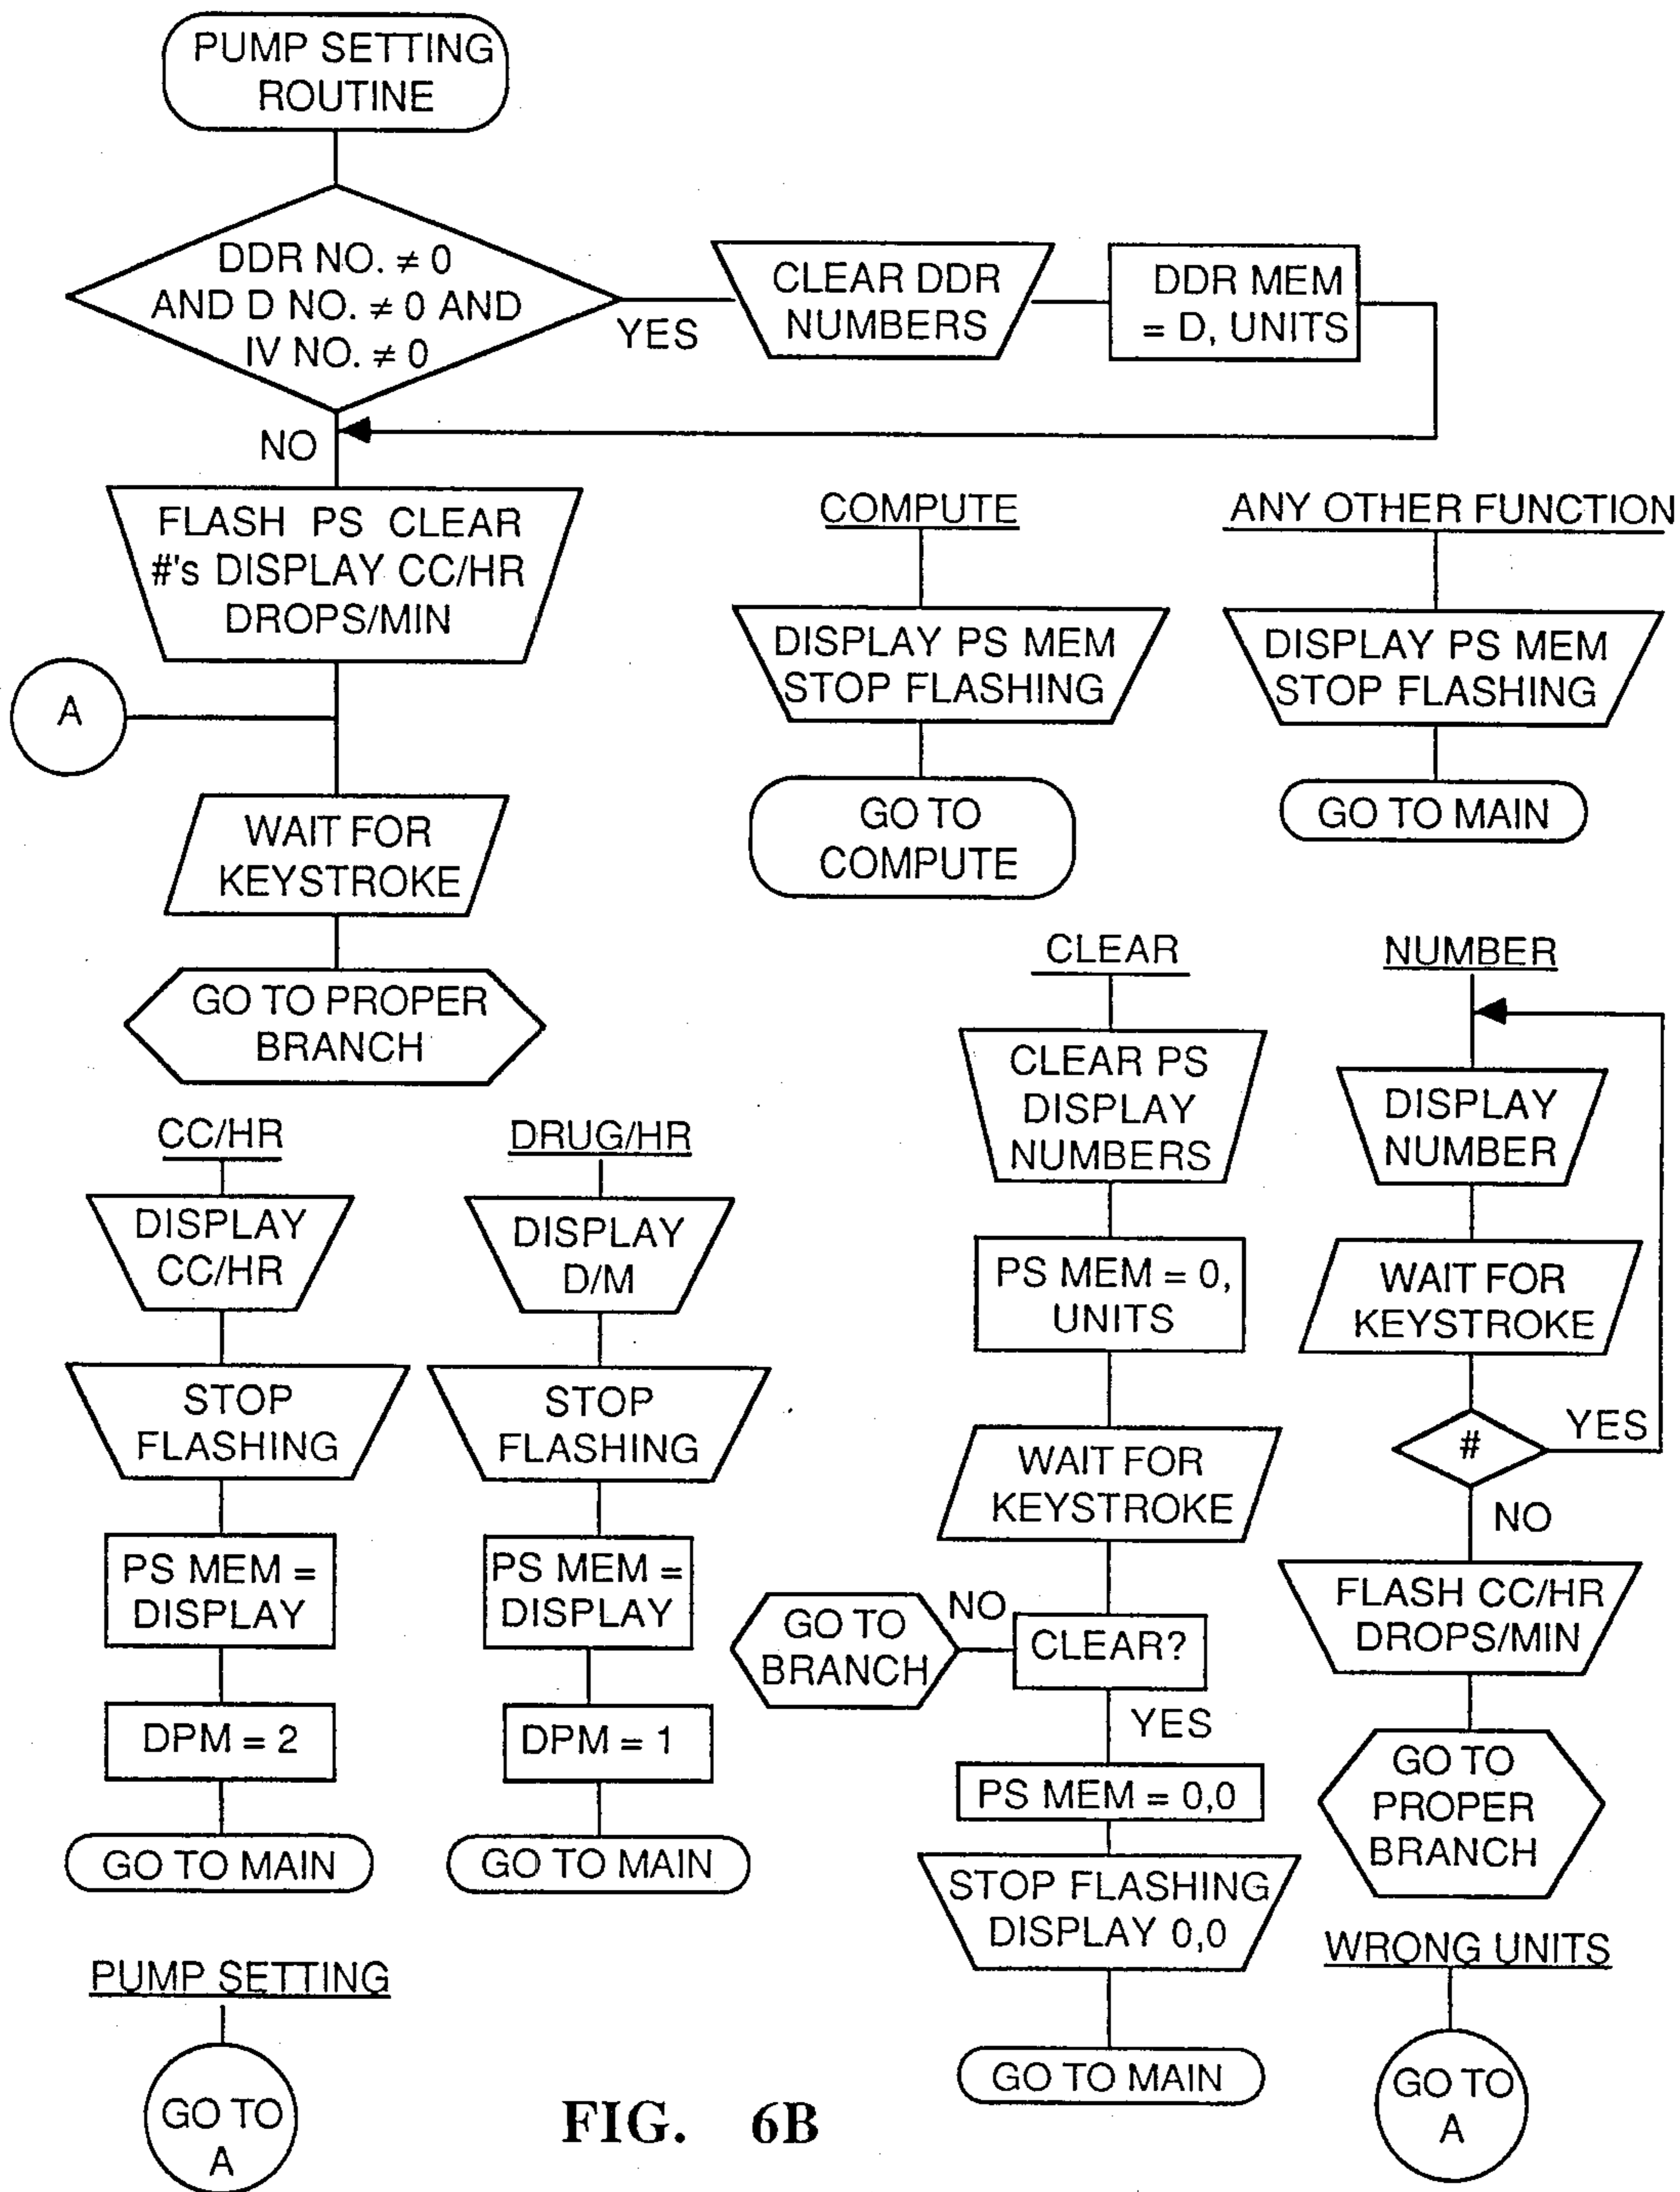 PUMP SETTING
ROUTINE
DDR NO. ≠ 0
AND D NO. ≠ 0 AND
IV NO. ≠ 0
YES
CLEAR DDR
NUMBERS
DDR MEM
= D, UNITS
NO
FLASH PS CLEAR
#'s DISPLAY CC/HR
DROPS/MIN
A
WAIT FOR
KEYSTROKE
GO TO PROPER
BRANCH
COMPUTE
DISPLAY PS MEM
STOP FLASHING
GO TO
COMPUTE
ANY OTHER FUNCTION
DISPLAY PS MEM
STOP FLASHING
GO TO MAIN
CC/HR
DISPLAY
CC/HR
STOP
FLASHING
PS MEM =
DISPLAY
DPM = 2
GO TO MAIN
DRUG/HR
DISPLAY
D/M
STOP
FLASHING
PS MEM =
DISPLAY
DPM = 1
GO TO MAIN
CLEAR
CLEAR PS
DISPLAY
NUMBERS
PS MEM = 0,
UNITS
WAIT FOR
KEYSTROKE
CLEAR?
NO
GO TO
BRANCH
YES
PS MEM = 0,0
STOP FLASHING
DISPLAY 0,0
GO TO MAIN
NUMBER
DISPLAY
NUMBER
WAIT FOR
KEYSTROKE
#
YES
NO
FLASH CC/HR
DROPS/MIN
GO TO
PROPER
BRANCH
PUMP SETTING
GO TO
A
WRONG UNITS
GO TO
A
FIG. 6B